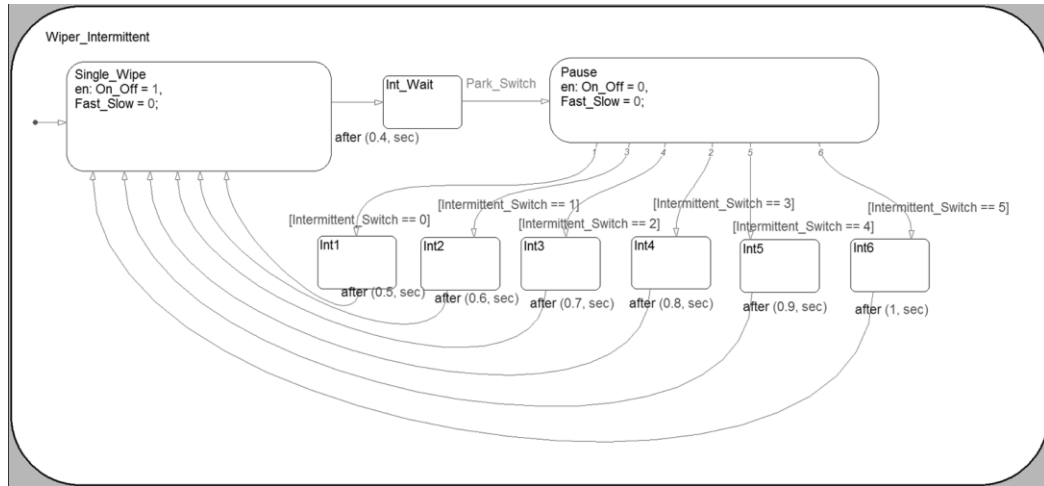 Wiper_Intermittent
Single_Wipe
en: On_Off = 1,
Fast_Slow = 0;
Int_Wait
Park_Switch
Pause
en: On_Off = 0,
Fast_Slow = 0;
after (0.4, sec)
1
3
4
2
5
6
[Intermittent_Switch == 0]
[Intermittent_Switch == 1]
[Intermittent_Switch == 2]
[Intermittent_Switch == 3]
[Intermittent_Switch == 4]
[Intermittent_Switch == 5]
Int1
Int2
Int3
Int4
Int5
Int6
after (0.5, sec)
after (0.6, sec)
after (0.7, sec)
after (0.8, sec)
after (0.9, sec)
after (1, sec)